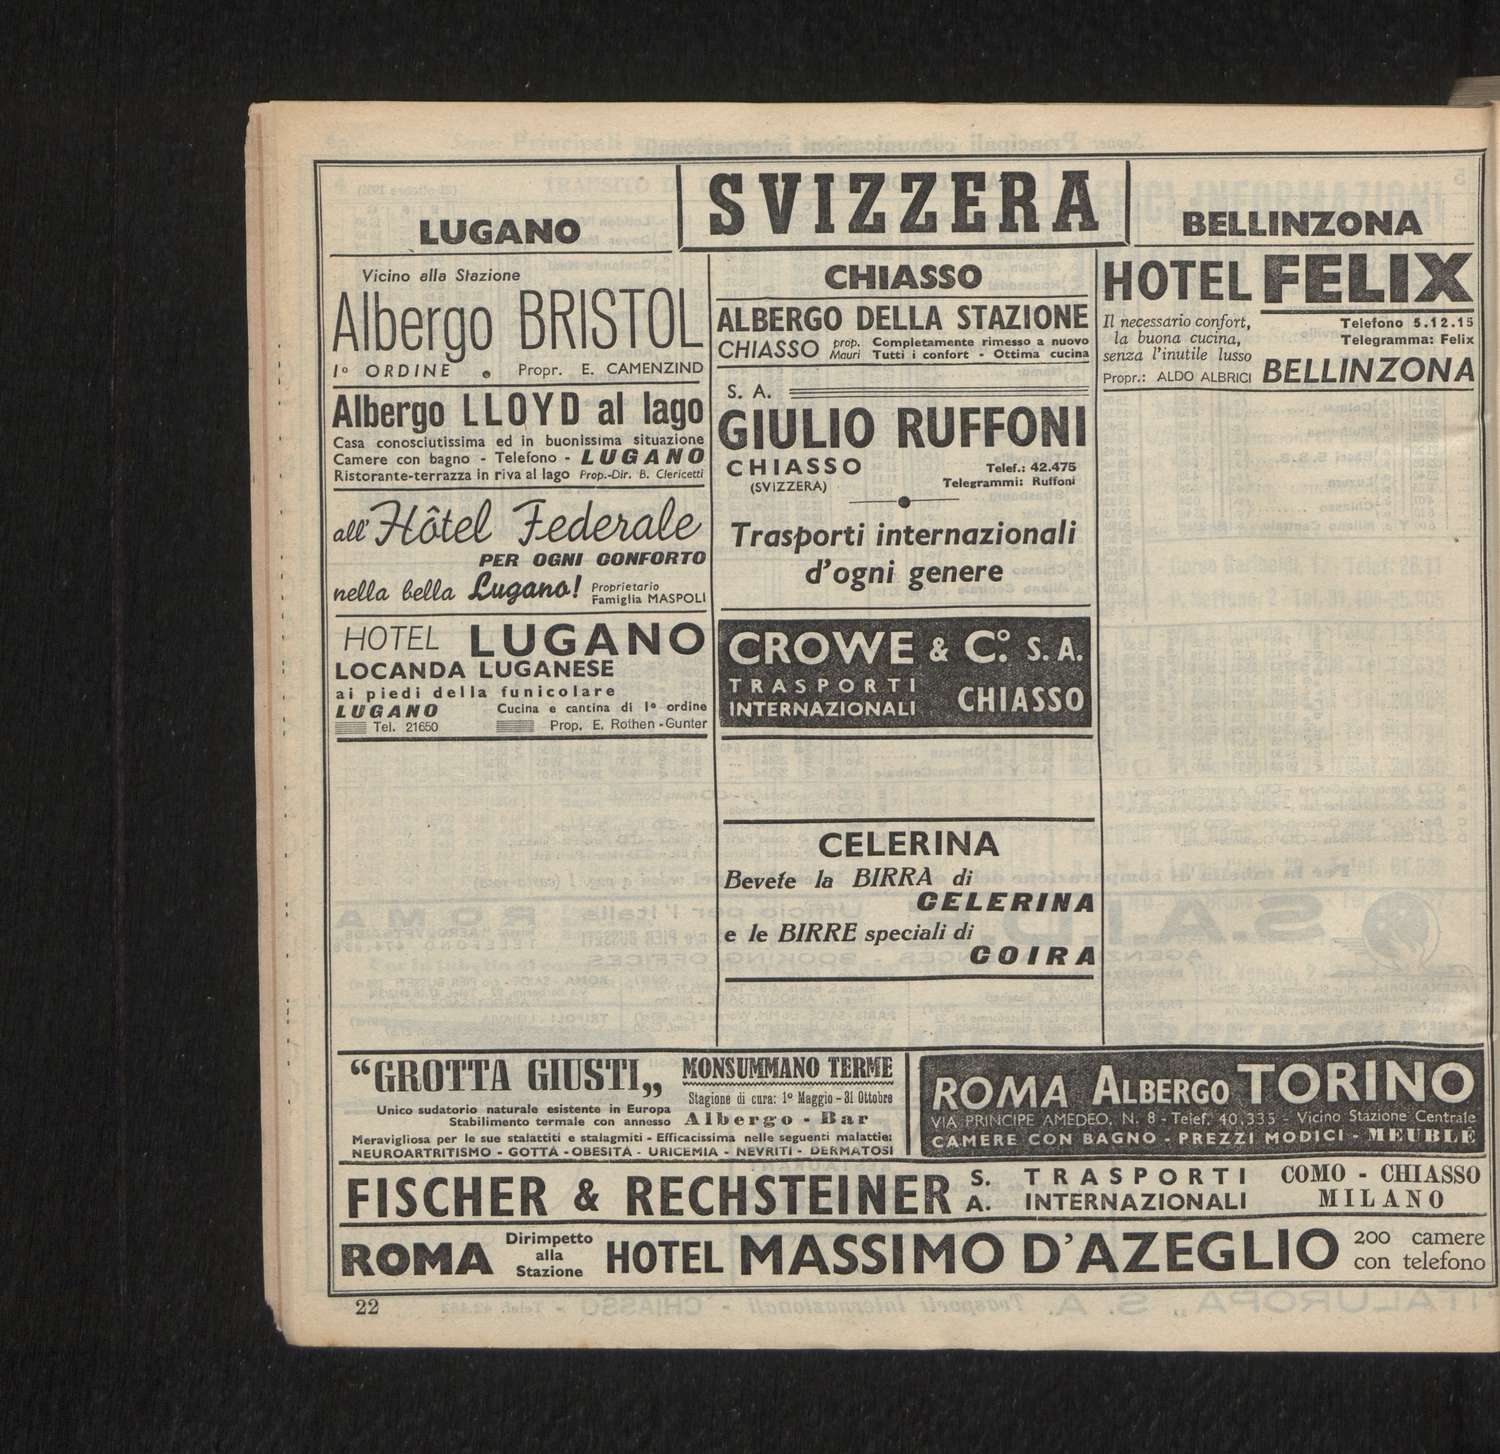 SVIZZERA
LUGANO
Vicino alla Stazione
Albergo BRISTOL
1º ORDINE • Propr. E. CAMENZIND
Albergo LLOYD al lago
Casa conosciutissima ed in buonissima situazione
Camere con bagno - Telefono - LUGANO
Ristorante-terrazza in riva al lago Prop.-Dir. B. Clericetti
all' Hôtel Federale
PER OGNI CONFORTO
nella bella Lugano! Proprietario
Famiglia MASPOLI
HOTEL LUGANO
LOCANDA LUGANESE
ai piedi della funicolare
LUGANO Cucina e cantina di 1º ordine
Tel. 21650 Prop. E. Rothen - Gunter
CHIASSO
ALBERGO DELLA STAZIONE
CHIASSO prop. Mauri Completamente rimesso a nuovo
Tutti i confort - Ottima cucina
S. A.
GIULIO RUFFONI
CHIASSO Telef.: 42.475
(SVIZZERA) Telegrammi: Ruffoni
Trasporti internazionali
d'ogni genere
CROWE & Cº. S. A.
TRASPORTI
INTERNAZIONALI CHIASSO
CELERINA
Bevete la BIRRA di
CELERINA
e le BIRRE speciali di
COIRA
BELLINZONA
HOTEL FELIX
Il necessario confort,
la buona cucina,
senza l'inutile lusso
Telefono 5.12.15
Telegramma: Felix
Propr.: ALDO ALBRICI BELLINZONA
“GROTTA GIUSTI„ MONSUMMANO TERME
Stagione di cura: 1º Maggio - 31 Ottobre
Unico sudatorio naturale esistente in Europa
Stabilimento termale con annesso Albergo - Bar
Meravigliosa per le sue stalattiti e stalagmiti - Efficacissima nelle seguenti malattie:
NEUROARTRITISMO - GOTTA - OBESITÀ - URICEMIA - NEVRITI - DERMATOSI
ROMA ALBERGO TORINO
VIA PRINCIPE AMEDEO, N. 8 - Telef. 40.335 - Vicino Stazione Centrale
CAMERE CON BAGNO - PREZZI MODICI - MEUBLÉ
FISCHER & RECHSTEINER S. A. TRASPORTI
INTERNAZIONALI COMO - CHIASSO
MILANO
ROMA Dirimpetto
alla
Stazione HOTEL MASSIMO D'AZEGLIO 200 camere
con telefono
22